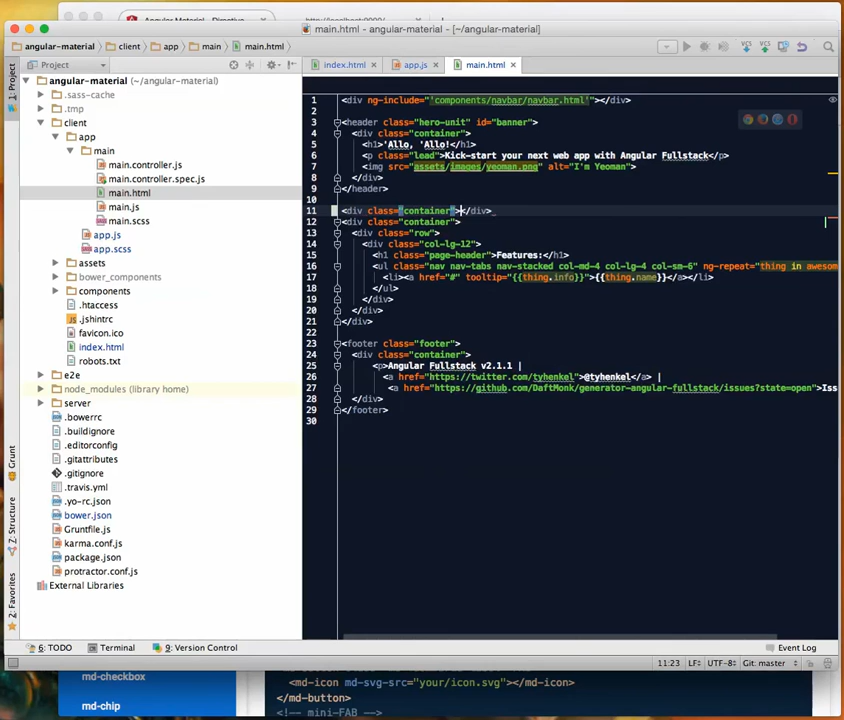 Angular Material - Directive
http://localhost:9000/
main.html - angular-material - [~/angular-material]
angular-material
client
app
main
main.html
Project
index.html
app.js
main.html
1: Project
angular-material (~/angular-material)
.sass-cache
.tmp
client
app
main
main.controller.js
main.controller.spec.js
main.html
main.js
main.scss
app.js
app.scss
assets
bower_components
components
.htaccess
.jshintrc
favicon.ico
index.html
robots.txt
e2e
node_modules (library home)
server
.bowerrc
.buildignore
.editorconfig
.gitattributes
.gitignore
.travis.yml
.yo-rc.json
bower.json
Gruntfile.js
karma.conf.js
package.json
protractor.conf.js
External Libraries
Grunt
7: Structure
2: Favorites
1 <div ng-include="'components/navbar/navbar.html'"></div>
2
3 <header class="hero-unit" id="banner">
4 <div class="container">
5 <h1>'Allo, 'Allo!</h1>
6 <p class="lead">Kick-start your next web app with Angular Fullstack</p>
7 <img src="assets/images/yeoman.png" alt="I'm Yeoman">
8 </div>
9 </header>
10
11 <div class="container"></div>
12 <div class="container">
13 <div class="row">
14 <div class="col-lg-12">
15 <h1 class="page-header">Features:</h1>
16 <ul class="nav nav-tabs nav-stacked col-md-4 col-lg-4 col-sm-6" ng-repeat="thing in awesom
17 <li><a href="#" tooltip="{{thing.info}}">{{thing.name}}</a></li>
18 </ul>
19 </div>
20 </div>
21 </div>
22
23 <footer class="footer">
24 <div class="container">
25 <p>Angular Fullstack v2.1.1 |
26 <a href="https://twitter.com/tyhenkel">@tyhenkel</a> |
27 <a href="https://github.com/DaftMonk/generator-angular-fullstack/issues?state=open">Iss
28 </div>
29 </footer>
30
6: TODO
Terminal
9: Version Control
Event Log
11:23
LF
UTF-8
Git: master
md-checkbox
md-chip
<md-icon md-svg-src="your/icon.svg"></md-icon>
</md-button>
<!-- mini-FAB -->